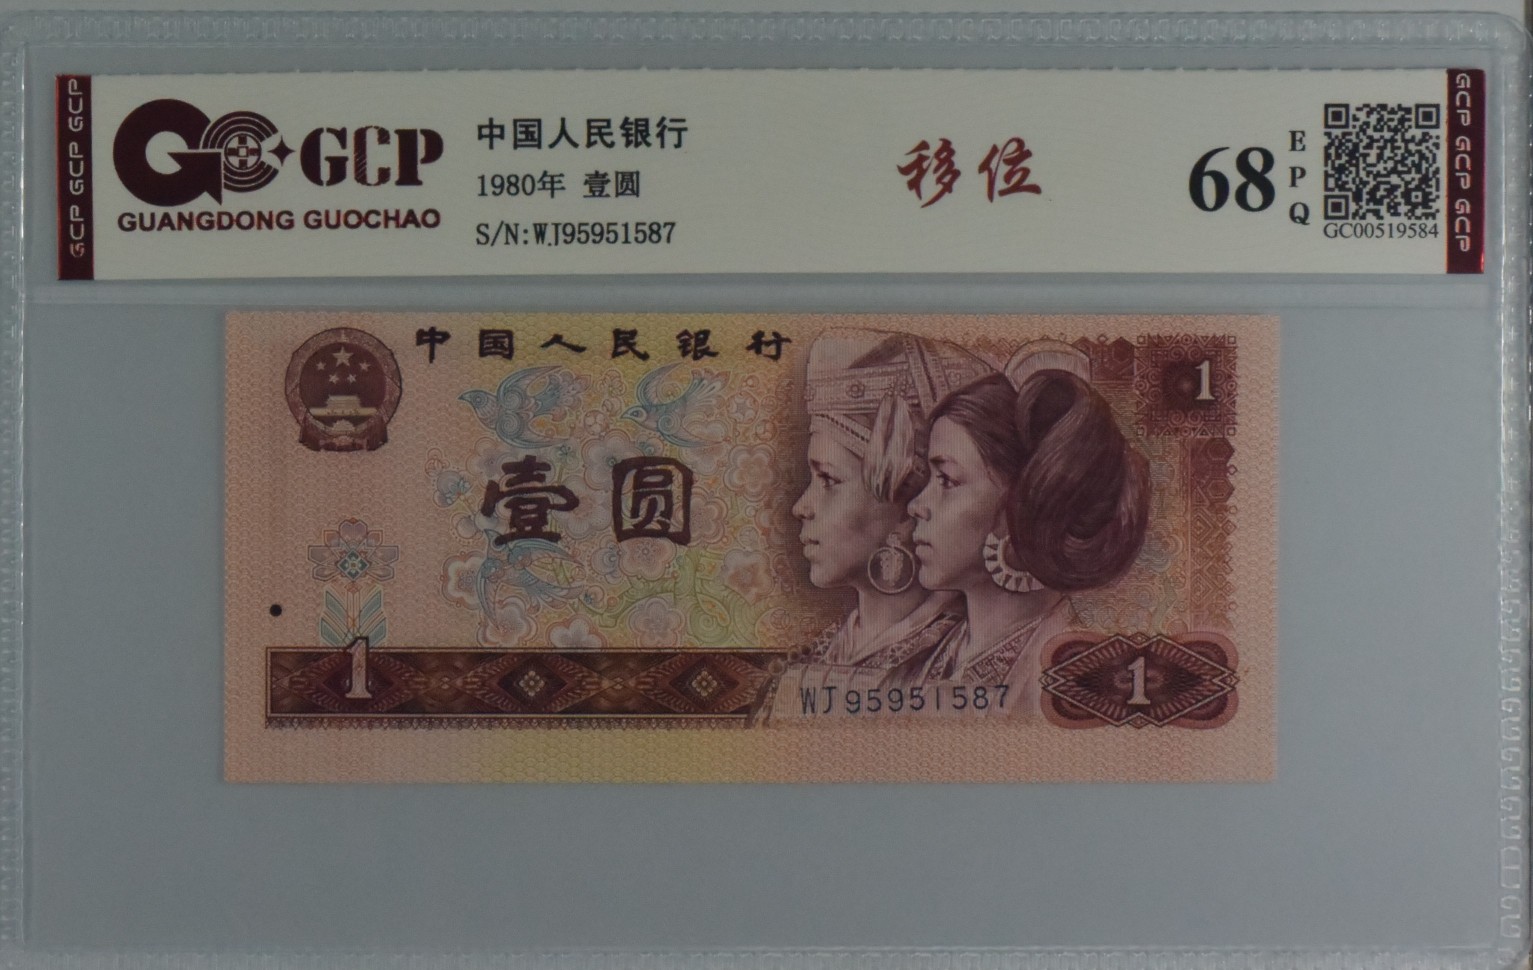 GCP GCP GCP
GCP
GUANGDONG GUOCHAO
中国人民银行
1980年 壹圆
S/N:WJ95951587
移位
68
EPQ
GC00519584
GCP GCP GCP
中国人民银行
1
壹圆
1
WJ95951587
1